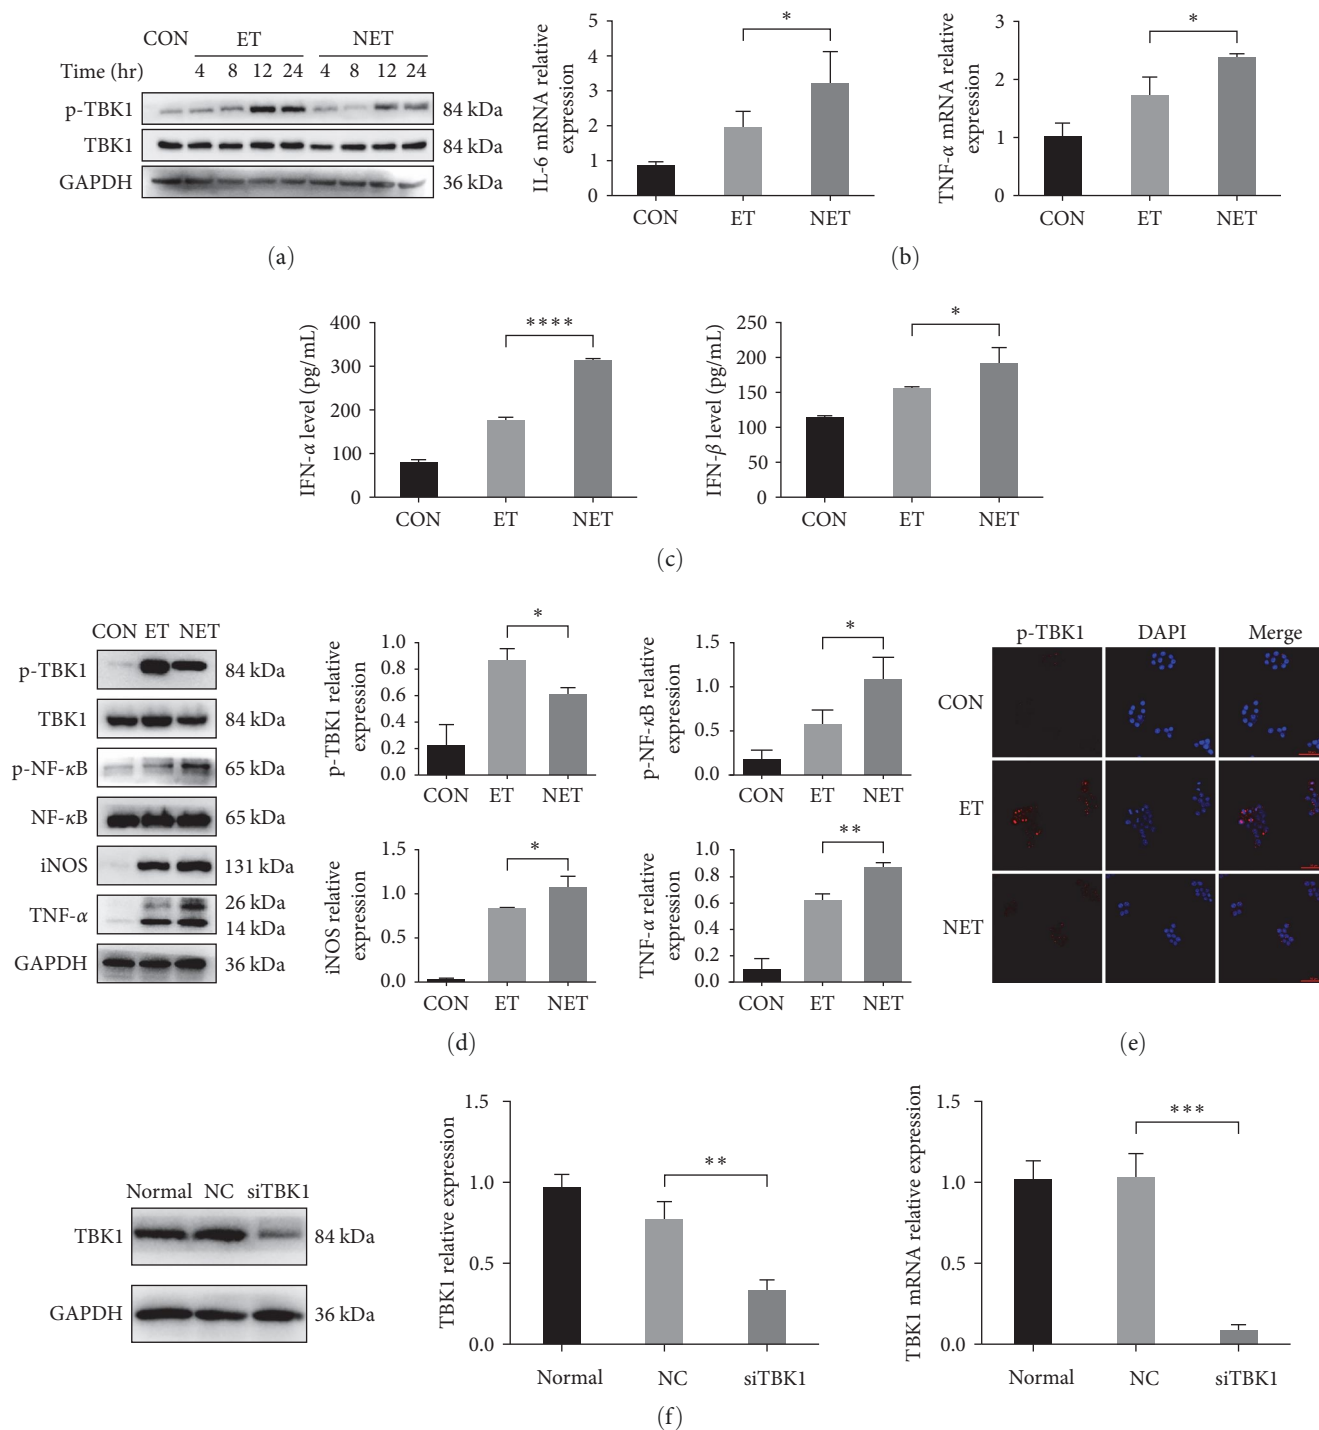 CON ET NET
Time (hr) 4 8 12 24 4 8 12 24
p-TBK1 84 kDa
TBK1 84 kDa
GAPDH 36 kDa
(a)
IL-6 mRNA relative
expression
5
4
3
2
1
0
*
CON ET NET
TNF-α mRNA relative
expression
3
2
1
0
*
CON ET NET
(b)
IFN-α level (pg/mL)
400
300
200
100
0
****
CON ET NET
IFN-β level (pg/mL)
250
200
150
100
50
0
*
CON ET NET
(c)
CON ET NET
p-TBK1 84 kDa
TBK1 84 kDa
p-NF-κB 65 kDa
NF-κB 65 kDa
iNOS 131 kDa
TNF-α 26 kDa
14 kDa
GAPDH 36 kDa
p-TBK1 relative
expression
1.0
0.8
0.6
0.4
0.2
0.0
*
CON ET NET
p-NF-κB relative
expression
1.5
1.0
0.5
0.0
*
CON ET NET
iNOS relative
expression
1.5
1.0
0.5
0.0
*
CON ET NET
TNF-α relative
expression
1.0
0.8
0.6
0.4
0.2
0.0
**
CON ET NET
(d)
p-TBK1 DAPI Merge
CON
ET
NET
(e)
Normal NC siTBK1
TBK1 84 kDa
GAPDH 36 kDa
TBK1 relative expression
1.5
1.0
0.5
0.0
**
Normal NC siTBK1
TBK1 mRNA relative expression
1.5
1.0
0.5
0.0
***
Normal NC siTBK1
(f)